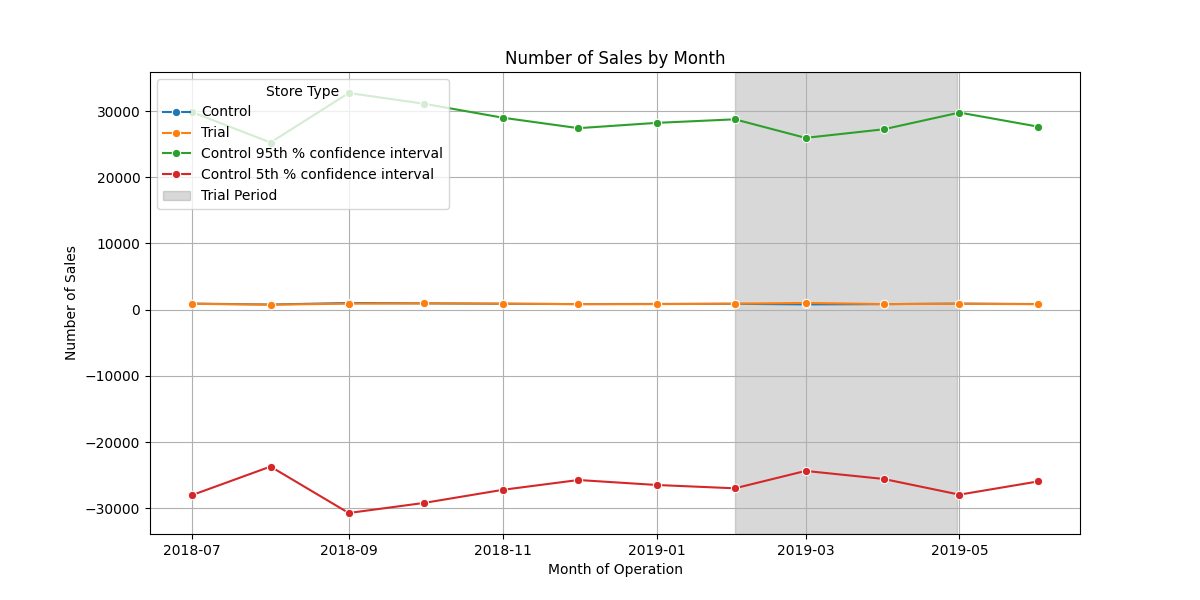 Number of Sales by Month
Store Type
Control
Trial
Control 95th % confidence interval
Control 5th % confidence interval
Trial Period
30000
20000
10000
0
−10000
−20000
−30000
Number of Sales
2018-07
2018-09
2018-11
2019-01
2019-03
2019-05
Month of Operation